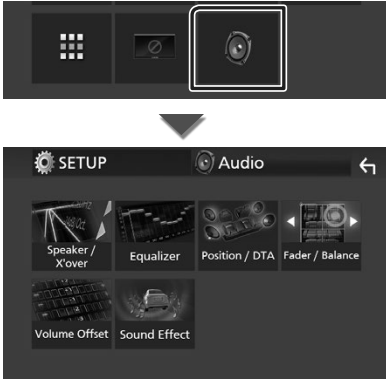 SETUP
Audio
Speaker /
X'over
Equalizer
Position / DTA
Fader / Balance
Volume Offset
Sound Effect